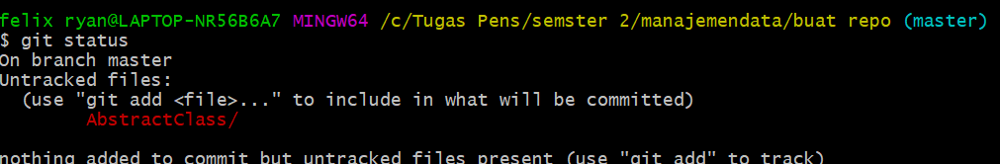 felix ryan@LAPTOP-NR56B6A7 MINGW64 /c/Tugas Pens/semster 2/manajemendata/buat repo (master)
$ git status
On branch master
Untracked files:
  (use "git add <file>..." to include in what will be committed)
        AbstractClass/
nothing added to commit but untracked files present (use "git add" to track)